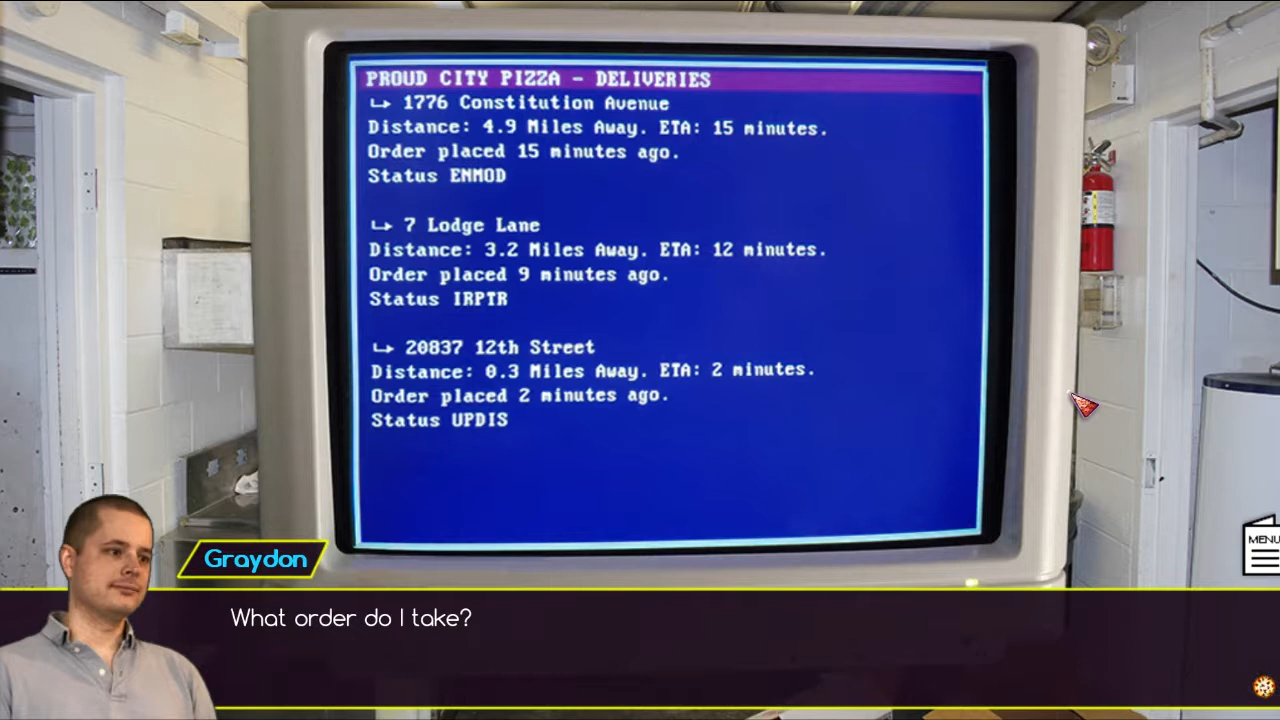 PROUD CITY PIZZA - DELIVERIES
↳ 1776 Constitution Avenue
Distance: 4.9 Miles Away. ETA: 15 minutes.
Order placed 15 minutes ago.
Status ENMOD
↳ 7 Lodge Lane
Distance: 3.2 Miles Away. ETA: 12 minutes.
Order placed 9 minutes ago.
Status IRPTR
↳ 20837 12th Street
Distance: 0.3 Miles Away. ETA: 2 minutes.
Order placed 2 minutes ago.
Status UPDIS
MENU
Graydon
What order do I take?